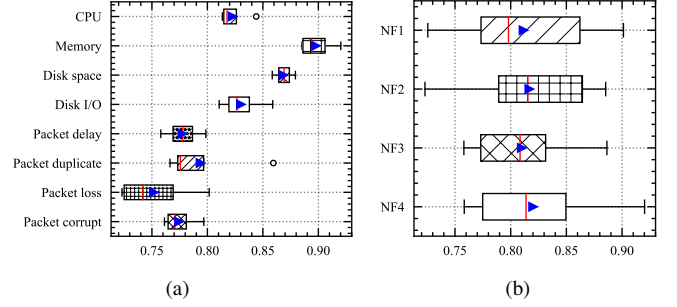 CPU
Memory
Disk space
Disk I/O
Packet delay
Packet duplicate
Packet loss
Packet corrupt
0.75 0.80 0.85 0.90
(a)
NF1
NF2
NF3
NF4
0.75 0.80 0.85 0.90
(b)